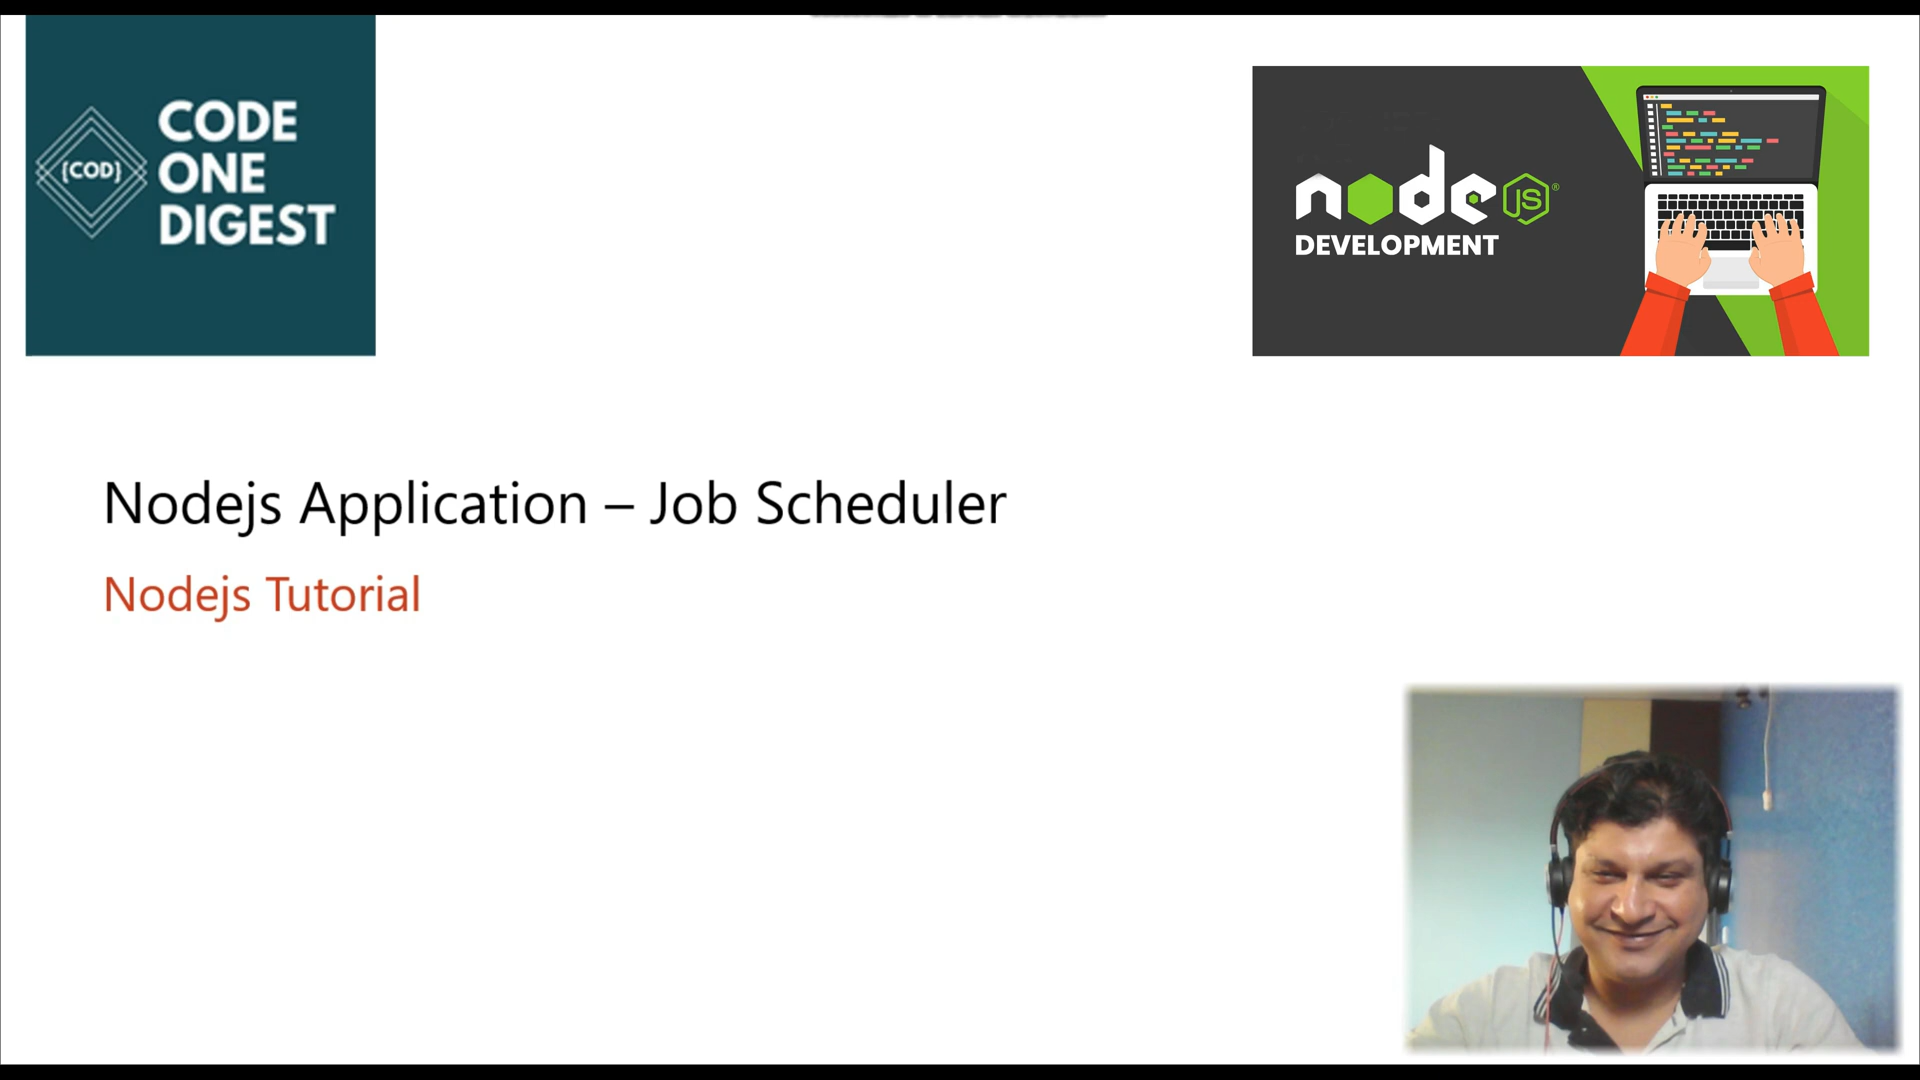 CODE
ONE
DIGEST
{COD}
node JS®
DEVELOPMENT
Nodejs Application – Job Scheduler
Nodejs Tutorial